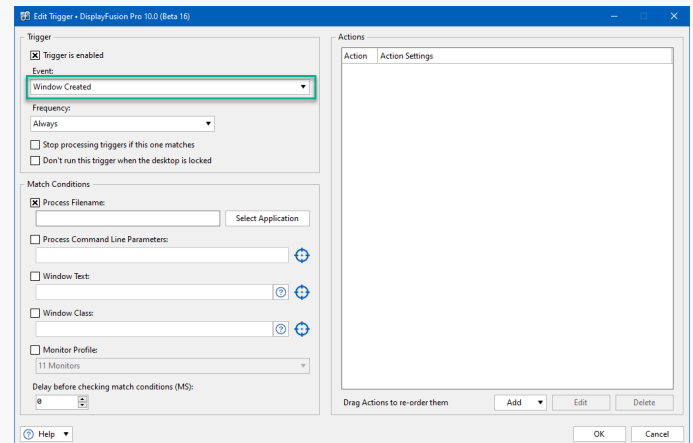 Edit Trigger • DisplayFusion Pro 10.0 (Beta 16)
Trigger
Trigger is enabled
Event:
Window Created
Frequency:
Always
Stop processing triggers if this one matches
Don't run this trigger when the desktop is locked
Match Conditions
Process Filename:
Select Application
Process Command Line Parameters:
Window Text:
Window Class:
Monitor Profile:
11 Monitors
Delay before checking match conditions (MS):
0
Help
Actions
Action Action Settings
Drag Actions to re-order them Add Edit Delete
OK Cancel